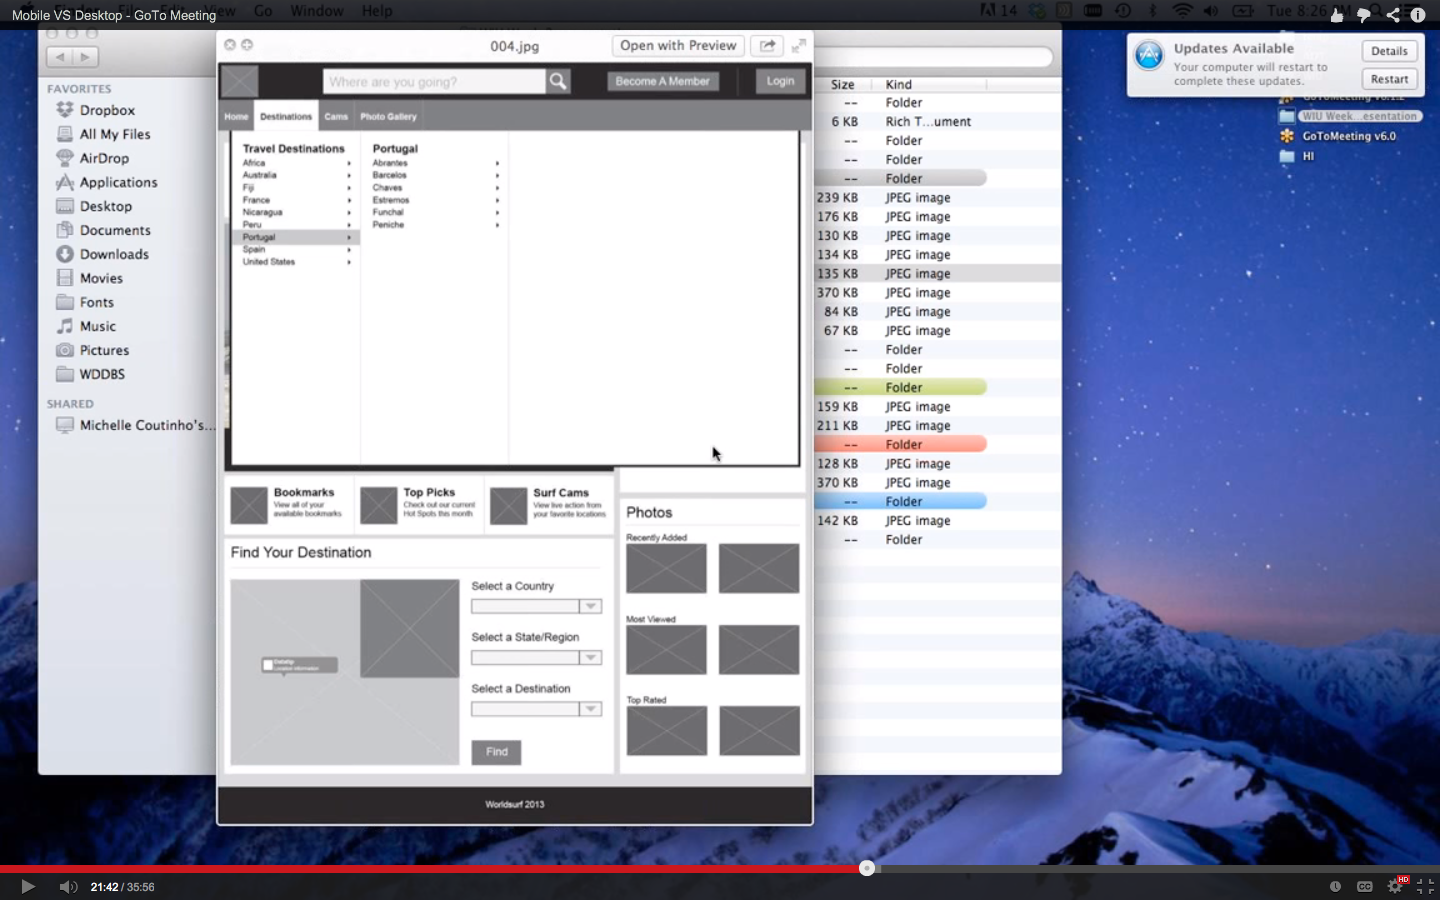 Mobile VS Desktop - GoTo Meeting
Go Window Help
14
Tue 8:26
004.jpg
Open with Preview
Updates Available
Your computer will restart to
complete these updates.
Details
Restart
WIU Week...esentation
GoToMeeting v6.0
HI
FAVORITES
Dropbox
All My Files
AirDrop
Applications
Desktop
Documents
Downloads
Movies
Fonts
Music
Pictures
WDDBS
SHARED
Michelle Coutinho's...
Where are you going?
Become A Member
Login
Home
Destinations
Cams
Photo Gallery
Travel Destinations
Africa
Australia
Fiji
France
Nicaragua
Peru
Portugal
Spain
United States
Portugal
Abrantes
Barcelos
Chaves
Estremos
Funchal
Peniche
Bookmarks
View all of your
available bookmarks
Top Picks
Check out our current
Hot Spots this month
Surf Cams
View live action from
your favorite locations
Find Your Destination
Select a Country
Select a State/Region
Select a Destination
Find
Photos
Recently Added
Most Viewed
Top Rated
Worldsurf 2013
Size Kind
-- Folder
6 KB Rich T...ument
-- Folder
-- Folder
-- Folder
239 KB JPEG image
176 KB JPEG image
130 KB JPEG image
134 KB JPEG image
135 KB JPEG image
370 KB JPEG image
84 KB JPEG image
67 KB JPEG image
-- Folder
-- Folder
-- Folder
159 KB JPEG image
211 KB JPEG image
-- Folder
128 KB JPEG image
370 KB JPEG image
-- Folder
142 KB JPEG image
-- Folder
21:42 / 35:56
CC
HD